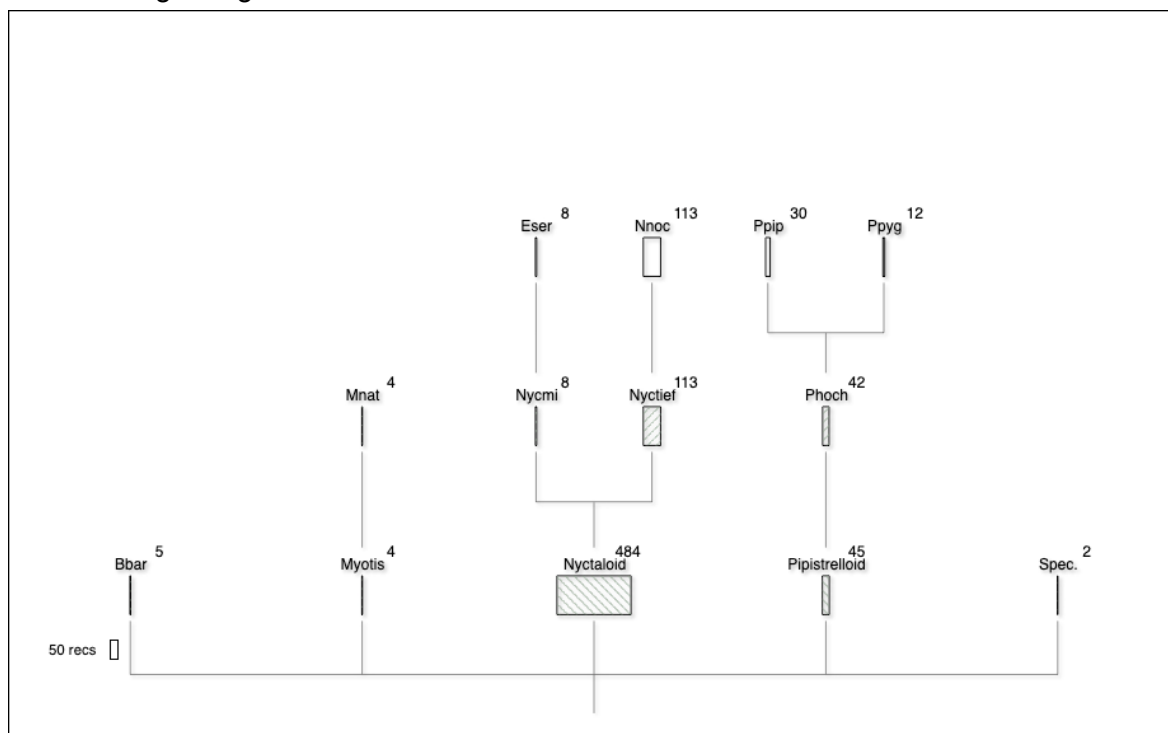 Eser 8
Nnoc 113
Ppip 30
Ppyg 12
Mnat 4
Nycmi 8
Nyctief 113
Phoch 42
Bbar 5
Myotis 4
Nyctaloid 484
Pipistrelloid 45
Spec. 2
50 recs